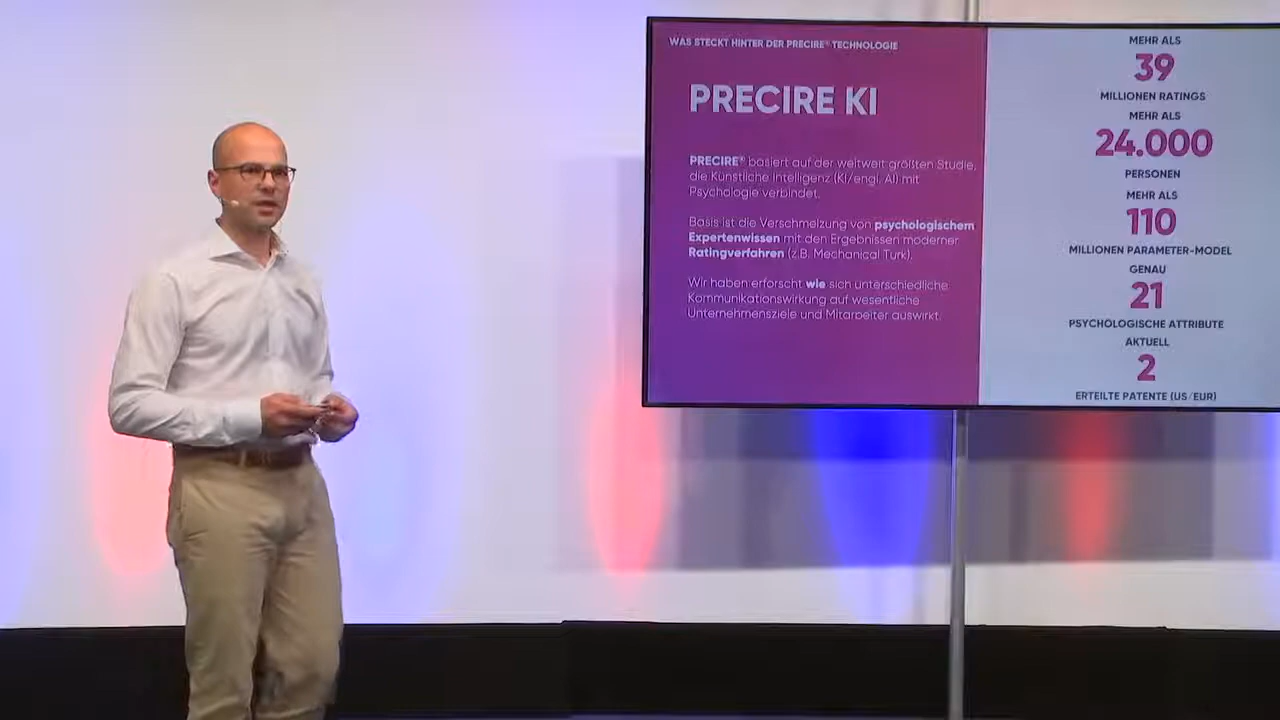 WAS STECKT HINTER DER PRECIRE® TECHNOLOGIE
PRECIRE KI
PRECIRE® basiert auf der weltweit größten Studie,
die Künstliche Intelligenz (KI/engl. AI) mit
Psychologie verbindet.
Basis ist die Verschmelzung von psychologischem
Expertenwissen mit den Ergebnissen moderner
Ratingverfahren (z.B. Mechanical Turk).
Wir haben erforscht wie sich unterschiedliche
Kommunikationswirkung auf wesentliche
Unternehmensziele und Mitarbeiter auswirkt.
MEHR ALS
39
MILLIONEN RATINGS
MEHR ALS
24.000
PERSONEN
MEHR ALS
110
MILLIONEN PARAMETER-MODEL
GENAU
21
PSYCHOLOGISCHE ATTRIBUTE
AKTUELL
2
ERTEILTE PATENTE (US/EUR)